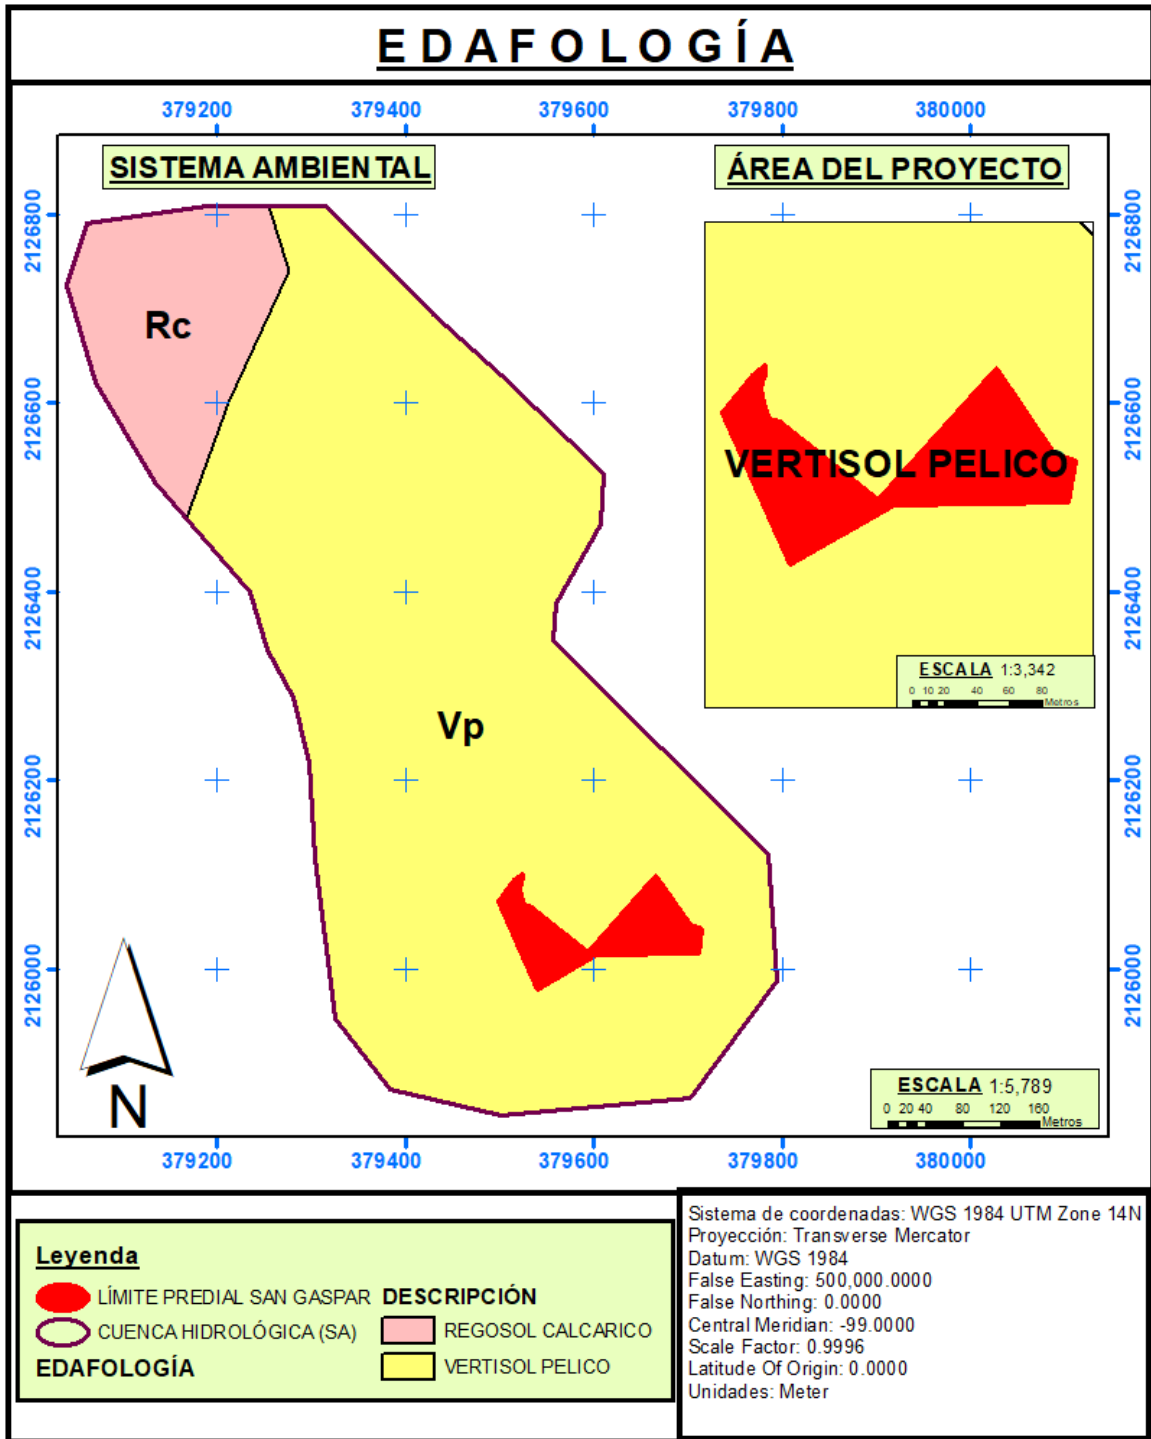 EDAFOLOGÍA
379200 379400 379600 379800 380000
SISTEMA AMBIENTAL
ÁREA DEL PROYECTO
2126800 2126800
Rc
2126600 2126600
VERTISOL PELICO
2126400 2126400
ESCALA 1:3,342
0 10 20 40 60 80
Metros
Vp
2126200 2126200
2126000 2126000
N
ESCALA 1:5,789
0 20 40 80 120 160
Metros
379200 379400 379600 379800 380000
Leyenda
LÍMITE PREDIAL SAN GASPAR
CUENCA HIDROLÓGICA (SA)
EDAFOLOGÍA
DESCRIPCIÓN
REGOSOL CALCARICO
VERTISOL PELICO
Sistema de coordenadas: WGS 1984 UTM Zone 14N
Proyección: Transverse Mercator
Datum: WGS 1984
False Easting: 500,000.0000
False Northing: 0.0000
Central Meridian: -99.0000
Scale Factor: 0.9996
Latitude Of Origin: 0.0000
Unidades: Meter